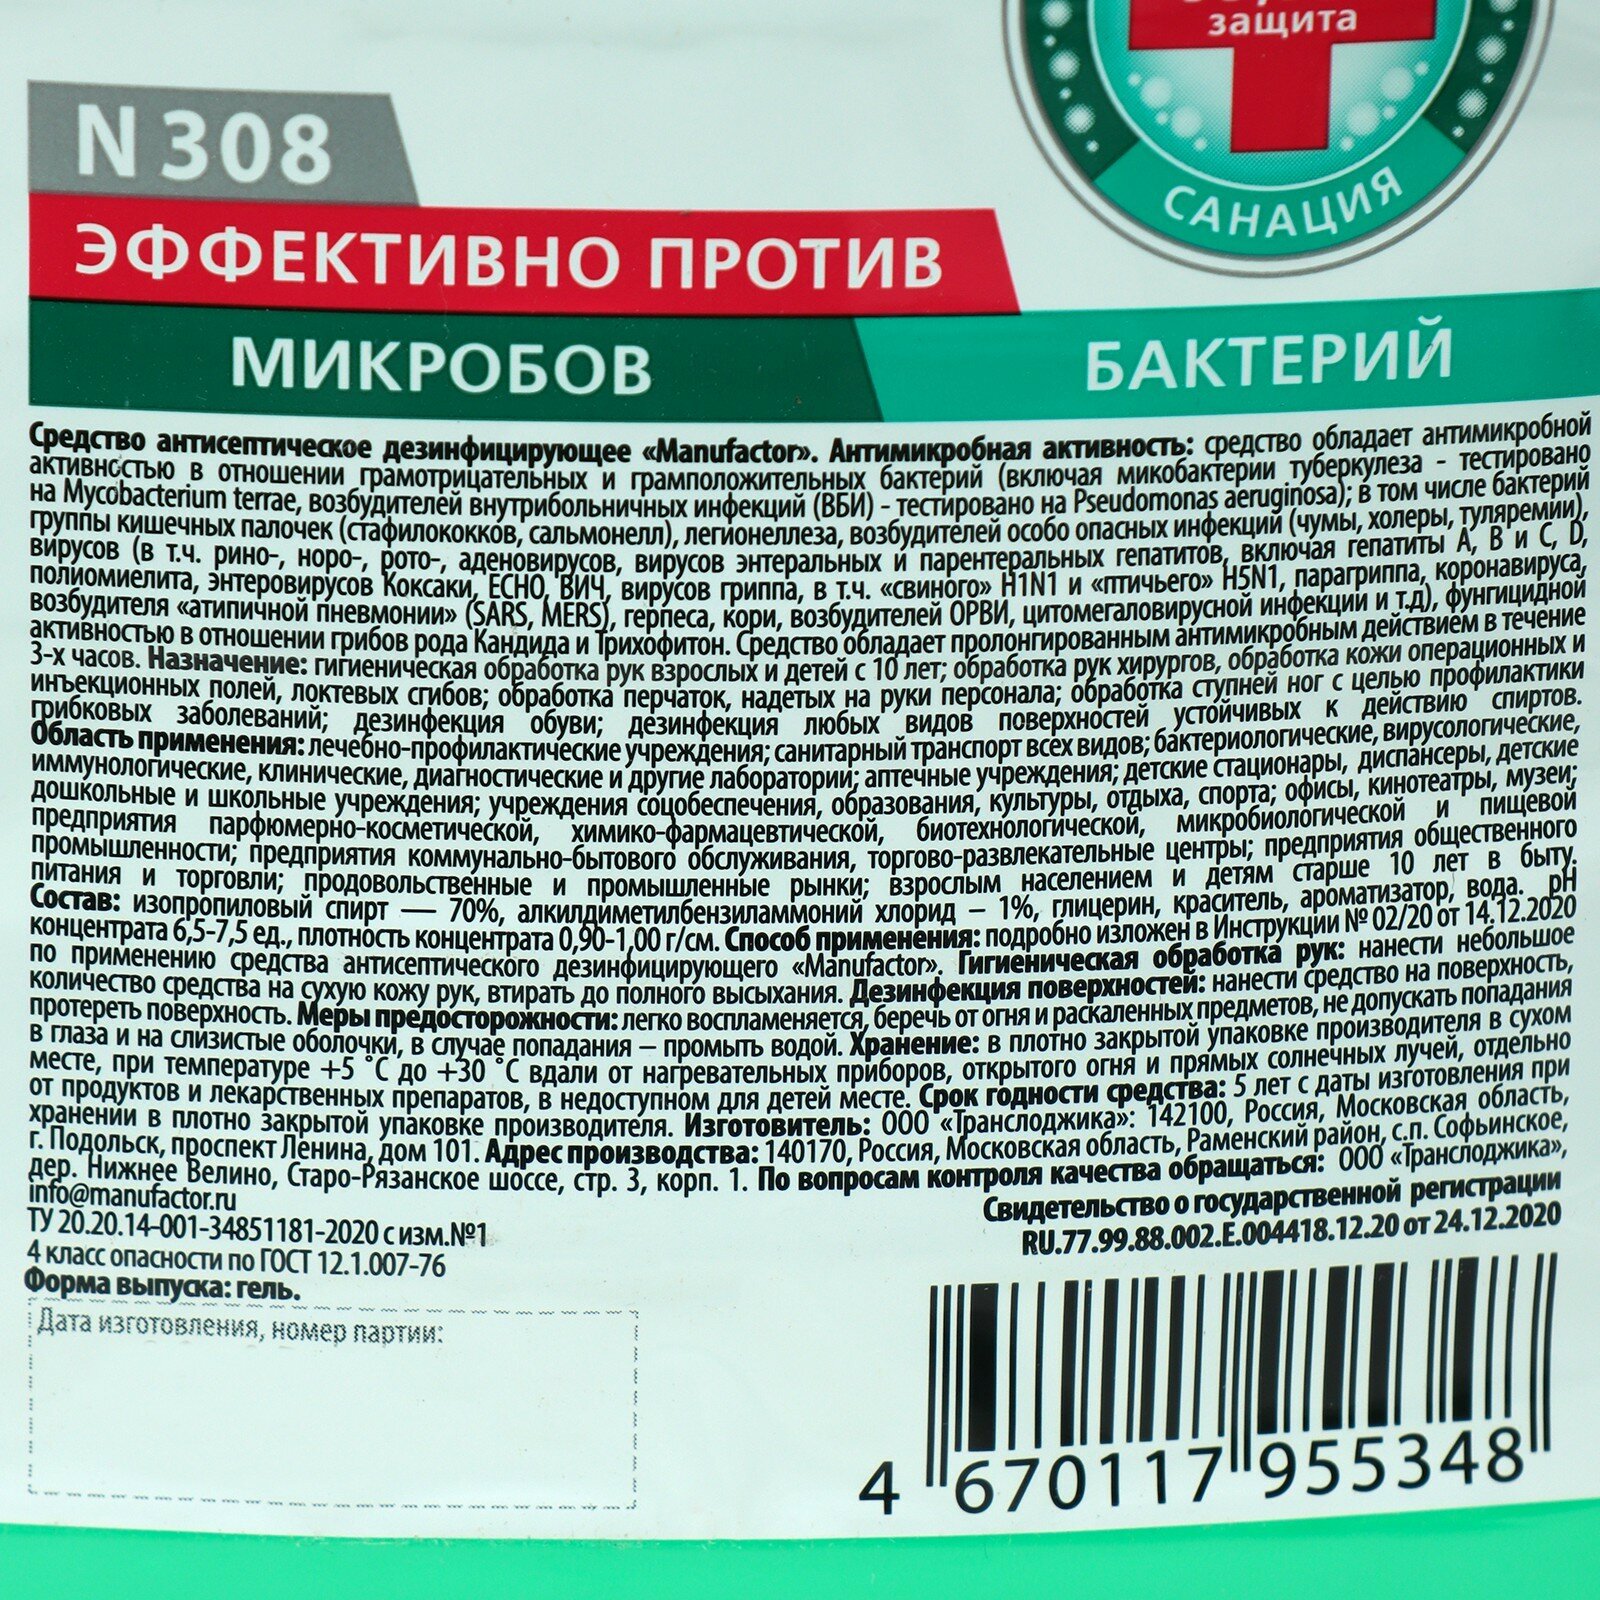 защита
САНАЦИЯ
N 308
ЭФФЕКТИВНО ПРОТИВ
МИКРОБОВ
БАКТЕРИЙ
Средство антисептическое дезинфицирующее «Manufactor». Антимикробная активность: средство обладает антимикробной
активностью в отношении грамотрицательных и грамположительных бактерий (включая микобактерии туберкулеза - тестировано
на Mycobacterium terrae, возбудителей внутрибольничных инфекций (ВБИ) - тестировано на Pseudomonas aeruginosa); в том числе бактерий
группы кишечных палочек (стафилококков, сальмонелл), легионеллеза, возбудителей особо опасных инфекций (чумы, холеры, туляремии),
вирусов (в т.ч. рино-, норо-, рото-, аденовирусов, вирусов энтеральных и парентеральных гепатитов, включая гепатиты A, B и C, D,
полиомиелита, энтеровирусов Коксаки, ECHO, ВИЧ, вирусов гриппа, в т.ч. «свиного» H1N1 и «птичьего» H5N1, парагриппа, коронавируса,
возбудителя «атипичной пневмонии» (SARS, MERS), герпеса, кори, возбудителей ОРВИ, цитомегаловирусной инфекции и т.д), фунгицидной
активностью в отношении грибов рода Кандида и Трихофитон. Средство обладает пролонгированным антимикробным действием в течение
3-х часов. Назначение: гигиеническая обработка рук взрослых и детей с 10 лет; обработка рук хирургов, обработка кожи операционных и
инъекционных полей, локтевых сгибов; обработка перчаток, надетых на руки персонала; обработка ступней ног с целью профилактики
грибковых заболеваний; дезинфекция обуви; дезинфекция любых видов поверхностей устойчивых к действию спиртов.
Область применения: лечебно-профилактические учреждения; санитарный транспорт всех видов; бактериологические, вирусологические,
иммунологические, клинические, диагностические и другие лаборатории; аптечные учреждения; детские стационары, диспансеры, детские
дошкольные и школьные учреждения; учреждения соцобеспечения, образования, культуры, отдыха, спорта; офисы, кинотеатры, музеи;
предприятия парфюмерно-косметической, химико-фармацевтической, биотехнологической, микробиологической и пищевой
промышленности; предприятия коммунально-бытового обслуживания, торгово-развлекательные центры; предприятия общественного
питания и торговли; продовольственные и промышленные рынки; взрослым населением и детям старше 10 лет в быту.
Состав: изопропиловый спирт — 70%, алкилдиметилбензиламмоний хлорид – 1%, глицерин, краситель, ароматизатор, вода. pH
концентрата 6,5-7,5 ед., плотность концентрата 0,90-1,00 г/см. Способ применения: подробно изложен в Инструкции № 02/20 от 14.12.2020
по применению средства антисептического дезинфицирующего «Manufactor». Гигиеническая обработка рук: нанести небольшое
количество средства на сухую кожу рук, втирать до полного высыхания. Дезинфекция поверхностей: нанести средство на поверхность,
протереть поверхность. Меры предосторожности: легко воспламеняется, беречь от огня и раскаленных предметов, не допускать попадания
в глаза и на слизистые оболочки, в случае попадания – промыть водой. Хранение: в плотно закрытой упаковке производителя в сухом
месте, при температуре +5 °С до +30 °С вдали от нагревательных приборов, открытого огня и прямых солнечных лучей, отдельно
от продуктов и лекарственных препаратов, в недоступном для детей месте. Срок годности средства: 5 лет с даты изготовления при
хранении в плотно закрытой упаковке производителя. Изготовитель: ООО «Транслоджика»: 142100, Россия, Московская область,
г. Подольск, проспект Ленина, дом 101. Адрес производства: 140170, Россия, Московская область, Раменский район, с.п. Софьинское,
дер. Нижнее Велино, Старо-Рязанское шоссе, стр. 3, корп. 1. По вопросам контроля качества обращаться: ООО «Транслоджика»,
info@manufactor.ru
Свидетельство о государственной регистрации
RU.77.99.88.002.E.004418.12.20 от 24.12.2020
ТУ 20.20.14-001-34851181-2020 с изм.№1
4 класс опасности по ГОСТ 12.1.007-76
Форма выпуска: гель.
Дата изготовления, номер партии:
4 670117 955348